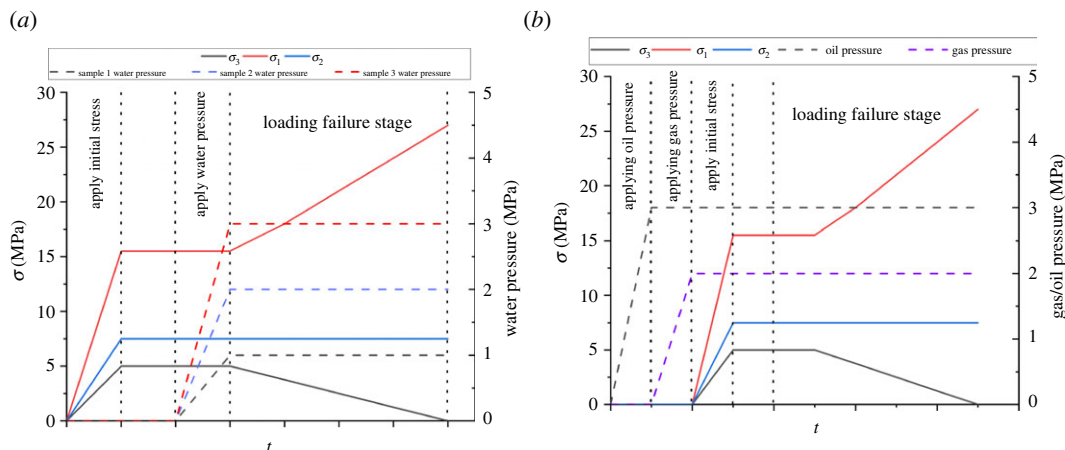 (a)
σ3 σ1 σ2
sample 1 water pressure sample 2 water pressure sample 3 water pressure
30
25
20
15
10
5
0
σ (MPa)
apply initial stress
apply water pressure
loading failure stage
5
4
3
2
1
0
water pressure (MPa)
t
(b)
σ3 σ1 σ2 oil pressure gas pressure
30
25
20
15
10
5
0
σ (MPa)
applying oil pressure
applying gas pressure
apply initial stress
loading failure stage
5
4
3
2
1
0
gas/oil pressure (MPa)
t